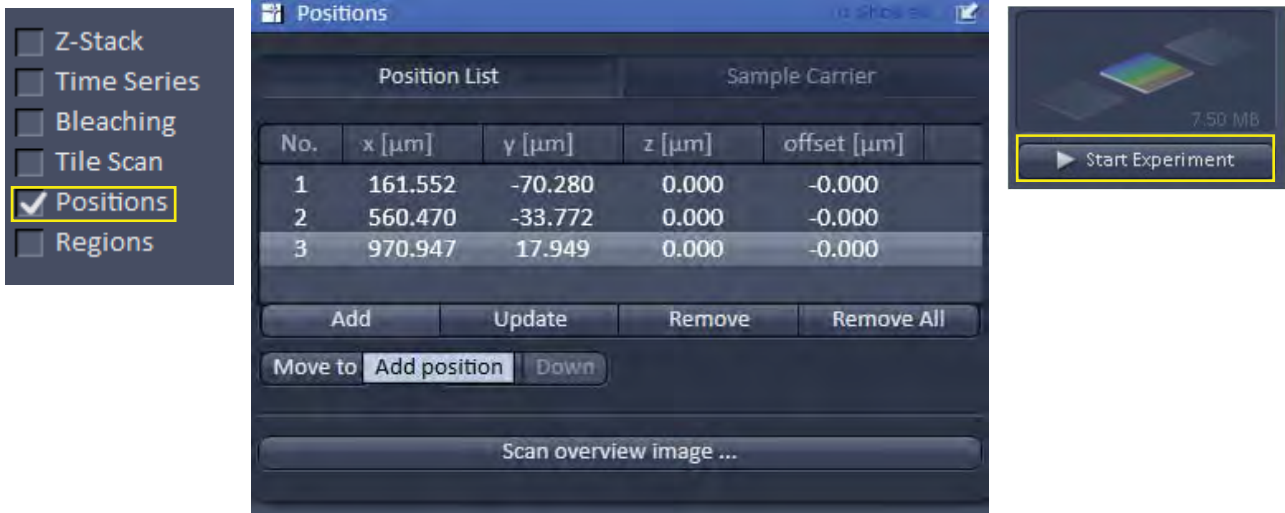 Z-Stack
Time Series
Bleaching
Tile Scan
Positions
Regions
Positions
Position List Sample Carrier
No. x [µm] y [µm] z [µm] offset [µm]
1 161.552 -70.280 0.000 -0.000
2 560.470 -33.772 0.000 -0.000
3 970.947 17.949 0.000 -0.000
Add Update Remove Remove All
Move to Add position Down
Scan overview image ...
7.50 MB
Start Experiment